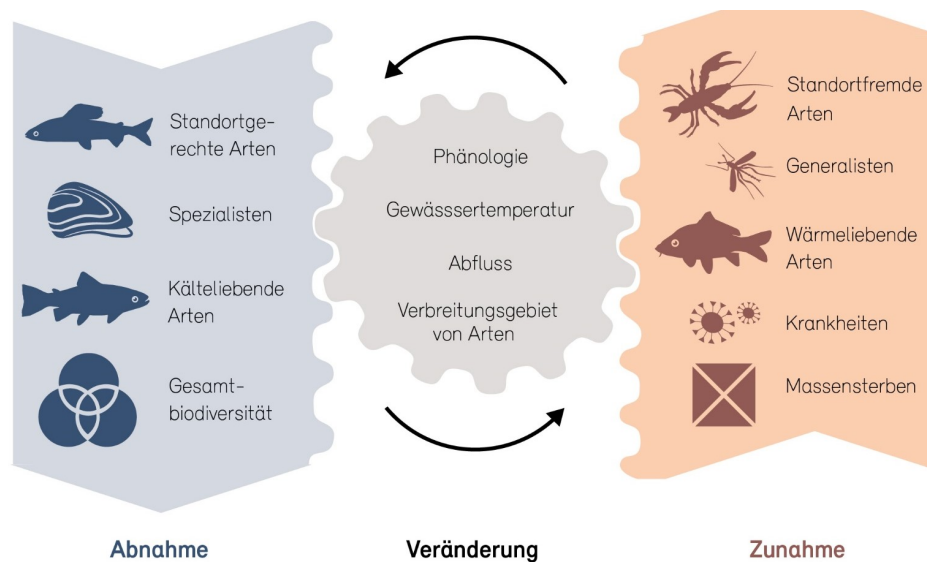 Standortge-
rechte Arten
Spezialisten
Kälteliebende
Arten
Gesamt-
biodiversität
Phänologie
Gewässsertemperatur
Abfluss
Verbreitungsgebiet
von Arten
Standortfremde
Arten
Generalisten
Wärmeliebende
Arten
Krankheiten
Massensterben
Abnahme
Veränderung
Zunahme